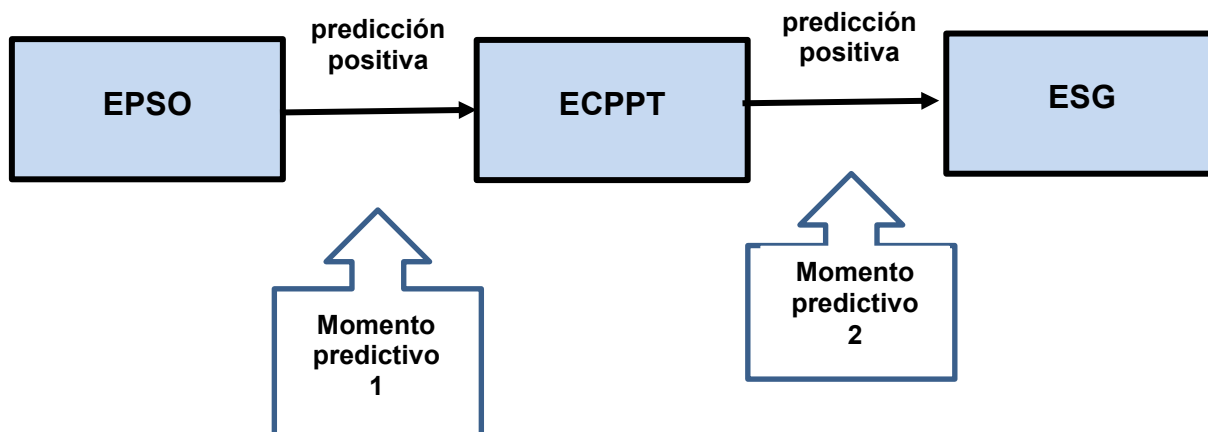 predicción
positiva
predicción
positiva
EPSO
ECPPT
ESG
Momento
predictivo
1
Momento
predictivo
2